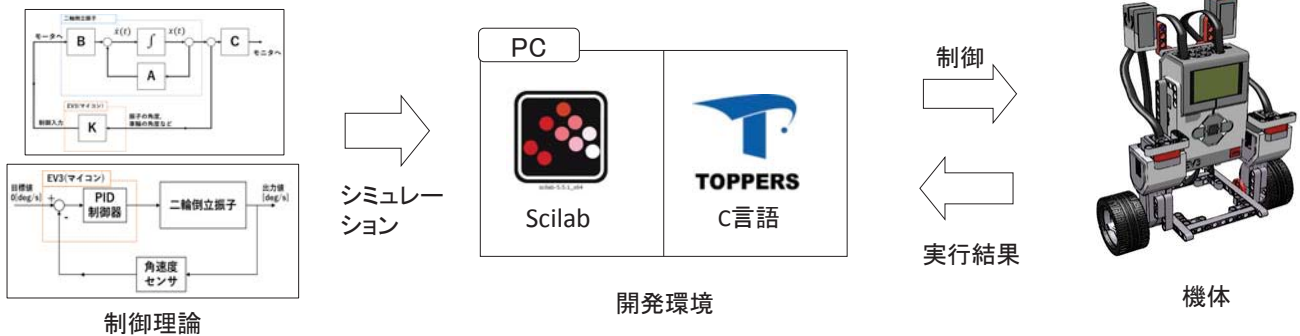 二輪倒立振子
モータへ
B
ẋ(t)
∫
x(t)
C
モニタへ
A
EV3(マイコン)
制御入力
K
振子の角度,
車輪の角度など
EV3(マイコン)
目標値
0[deg/s]
+
-
PID
制御器
二輪倒立振子
出力値
[deg/s]
角速度
センサ
制御理論
シミュレー
ション
PC
scilab-5.5.1_x64
Scilab
TOPPERS
C言語
開発環境
制御
実行結果
EV3
機体